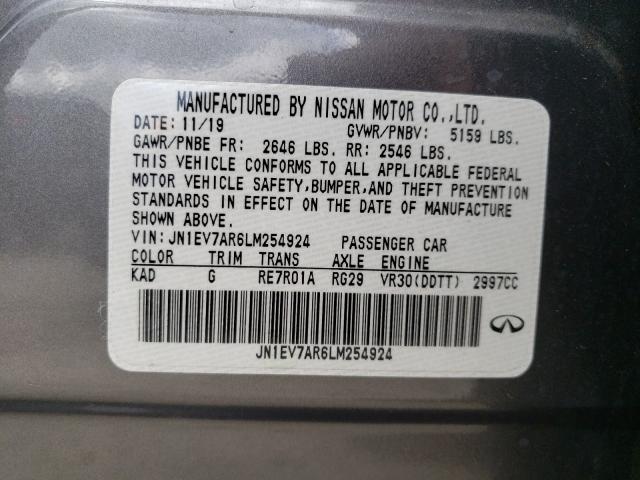 MANUFACTURED BY NISSAN MOTOR CO.,LTD.
DATE: 11/19 GVWR/PNBV: 5159 LBS.
GAWR/PNBE FR: 2646 LBS. RR: 2546 LBS.
THIS VEHICLE CONFORMS TO ALL APPLICABLE FEDERAL
MOTOR VEHICLE SAFETY,BUMPER,AND THEFT PREVENTION
STANDARDS IN EFFECT ON THE DATE OF MANUFACTURE
SHOWN ABOVE.
VIN: JN1EV7AR6LM254924 PASSENGER CAR
COLOR TRIM TRANS AXLE ENGINE
KAD G RE7R01A RG29 VR30(DDTT) 2997CC
JN1EV7AR6LM254924